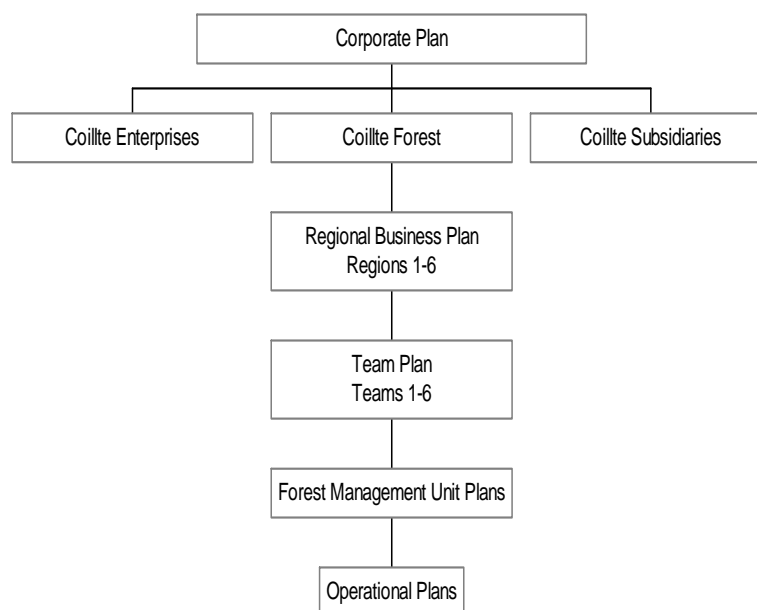 Corporate Plan
Coillte Enterprises
Coillte Forest
Coillte Subsidiaries
Regional Business Plan
Regions 1-6
Team Plan
Teams 1-6
Forest Management Unit Plans
Operational Plans